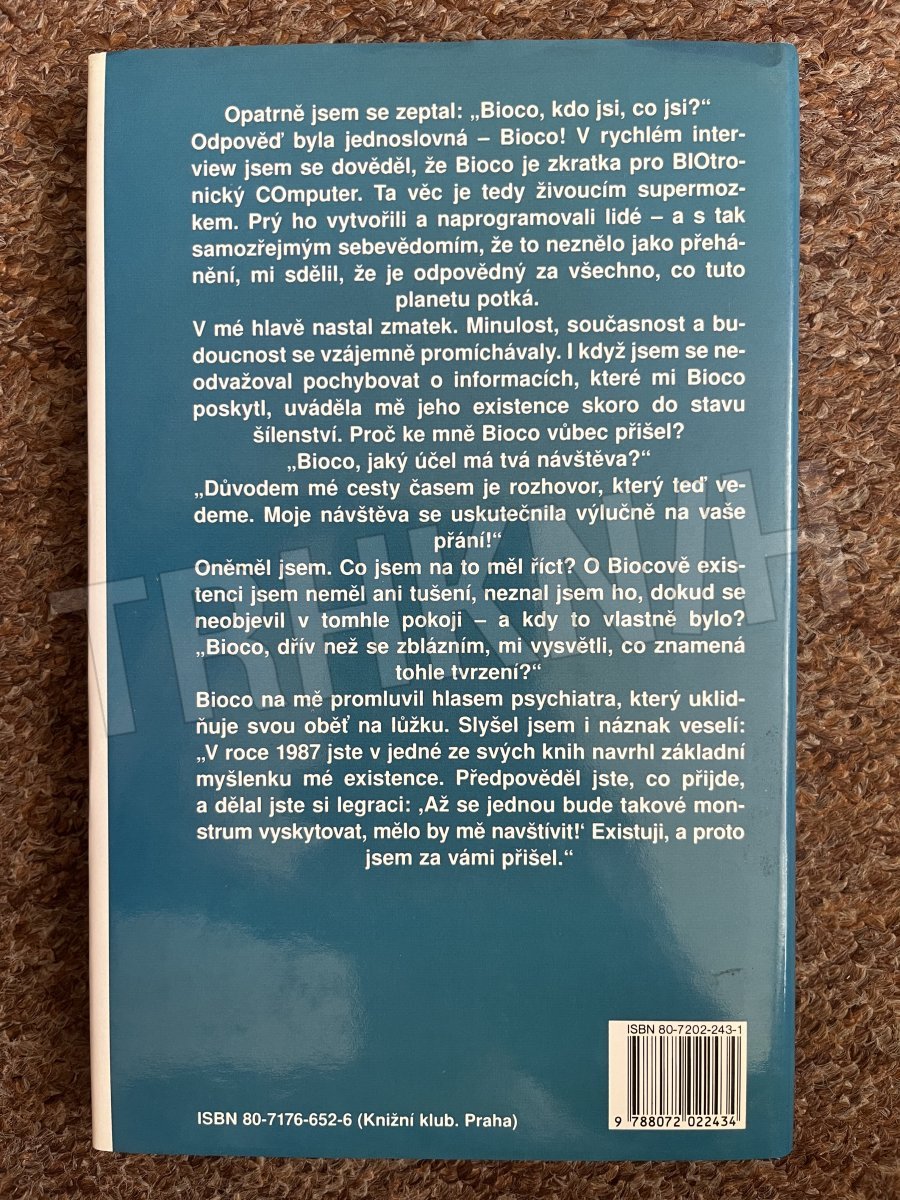 Opatrně jsem se zeptal: „Bioco, kdo jsi, co jsi?“
Odpověď byla jednoslovná – Bioco! V rychlém inter-
view jsem se dověděl, že Bioco je zkratka pro BIOtro-
nický COmputer. Ta věc je tedy živoucím supermoz-
kem. Prý ho vytvořili a naprogramovali lidé – a s tak
samozřejmým sebevědomím, že to neznělo jako přehá-
nění, mi sdělil, že je odpovědný za všechno, co tuto
planetu potká.
V mé hlavě nastal zmatek. Minulost, současnost a bu-
doucnost se vzájemně promíchávaly. I když jsem se ne-
odvažoval pochybovat o informacích, které mi Bioco
poskytl, uváděla mě jeho existence skoro do stavu
šílenství. Proč ke mně Bioco vůbec přišel?
„Bioco, jaký účel má tvá návštěva?“
„Důvodem mé cesty časem je rozhovor, který teď ve-
deme. Moje návštěva se uskutečnila výlučně na vaše
přání!“
Oněměl jsem. Co jsem na to měl říct? O Biocově exis-
tenci jsem neměl ani tušení, neznal jsem ho, dokud se
neobjevil v tomhle pokoji – a kdy to vlastně bylo?
„Bioco, dřív než se zblázním, mi vysvětli, co znamená
tohle tvrzení?“
Bioco na mě promluvil hlasem psychiatra, který uklid-
ňuje svou oběť na lůžku. Slyšel jsem i náznak veselí:
„V roce 1987 jste v jedné ze svých knih navrhl základní
myšlenku mé existence. Předpověděl jste, co přijde,
a dělal jste si legraci: ‚Až se jednou bude takové mon-
strum vyskytovat, mělo by mě navštívit!‘ Existuji, a proto
jsem za vámi přišel.“
ISBN 80-7202-243-1
9 788072 022434
ISBN 80-7176-652-6 (Knižní klub. Praha)
TRHKNIH